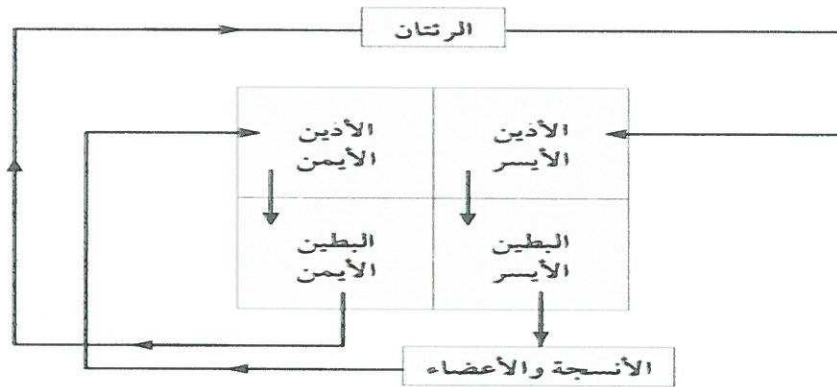 الرئتان
الأذين
الأيمن
الأذين
الأيسر
البطين
الأيمن
البطين
الأيسر
الأنسجة والأعضاء